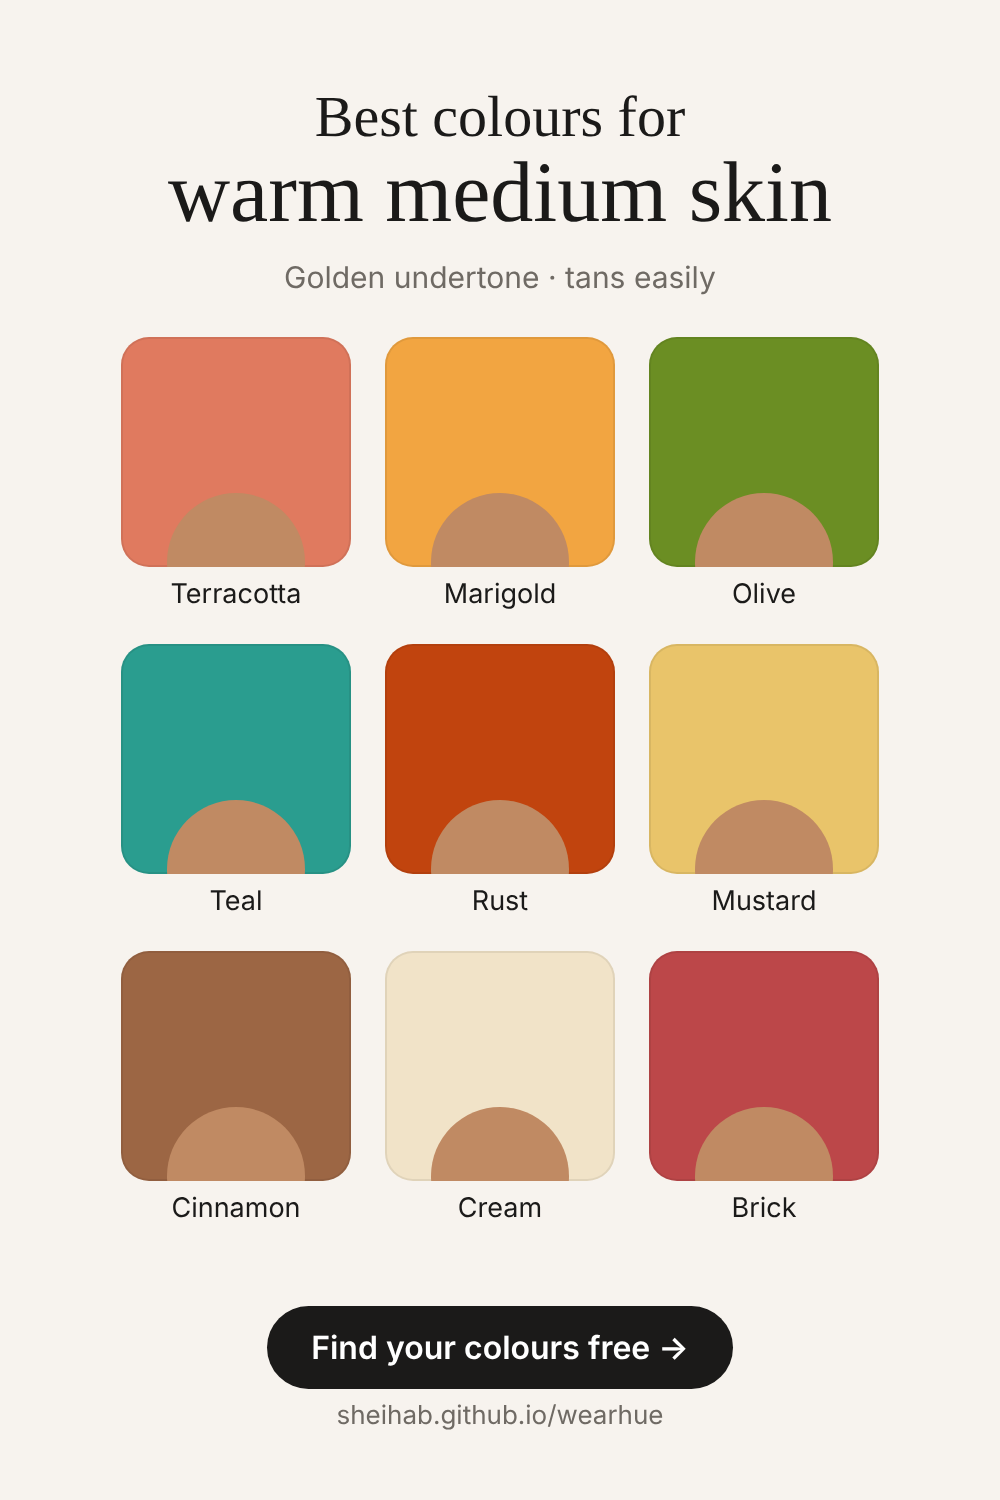 Best colours for
warm medium skin
Golden undertone · tans easily
Terracotta Marigold Olive
Teal Rust Mustard
Cinnamon Cream Brick
Find your colours free →
sheihab.github.io/wearhue